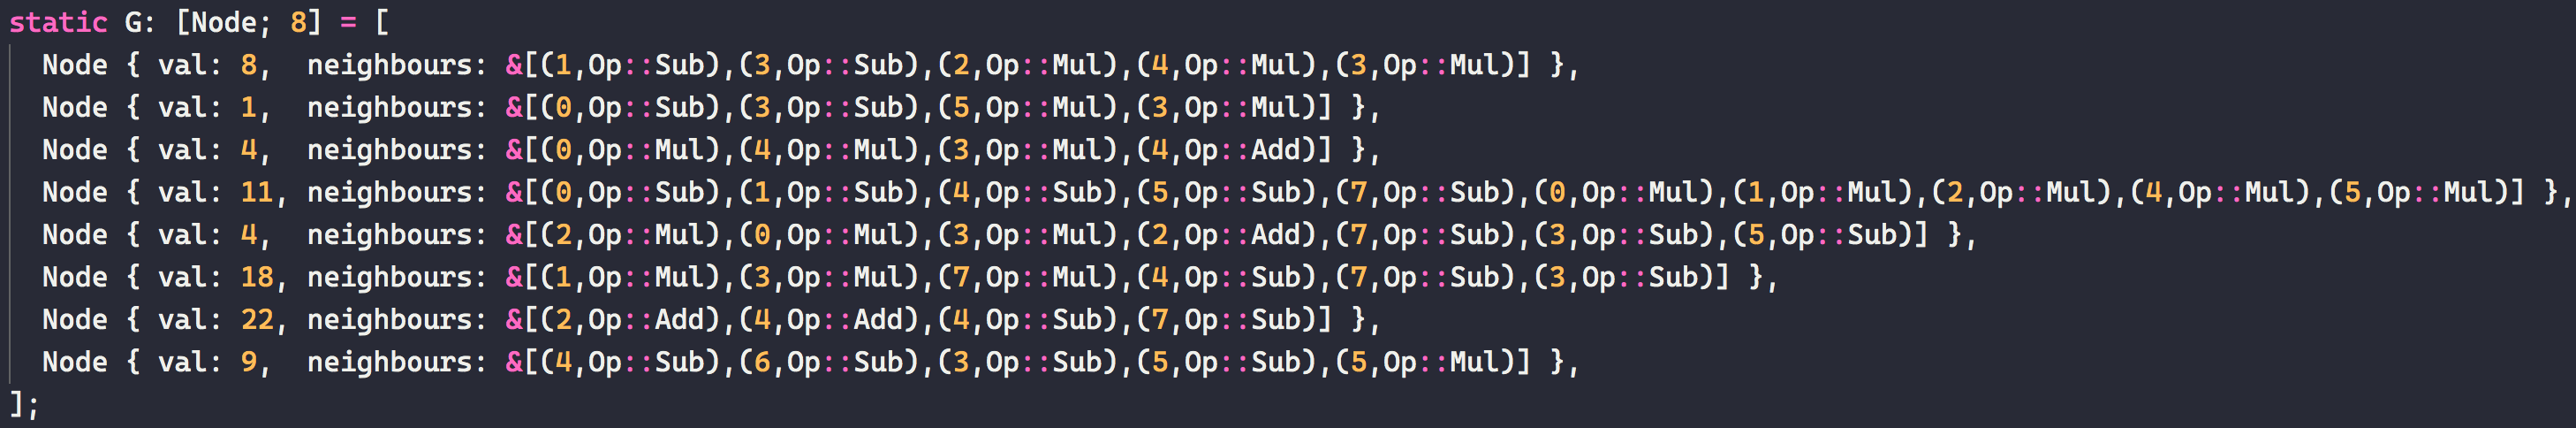 static G: [Node; 8] = [
  Node { val: 8,  neighbours: &[(1,Op::Sub),(3,Op::Sub),(2,Op::Mul),(4,Op::Mul),(3,Op::Mul)] },
  Node { val: 1,  neighbours: &[(0,Op::Sub),(3,Op::Sub),(5,Op::Mul),(3,Op::Mul)] },
  Node { val: 4,  neighbours: &[(0,Op::Mul),(4,Op::Mul),(3,Op::Mul),(4,Op::Add)] },
  Node { val: 11, neighbours: &[(0,Op::Sub),(1,Op::Sub),(4,Op::Sub),(5,Op::Sub),(7,Op::Sub),(0,Op::Mul),(1,Op::Mul),(2,Op::Mul),(4,Op::Mul),(5,Op::Mul)] },
  Node { val: 4,  neighbours: &[(2,Op::Mul),(0,Op::Mul),(3,Op::Mul),(2,Op::Add),(7,Op::Sub),(3,Op::Sub),(5,Op::Sub)] },
  Node { val: 18, neighbours: &[(1,Op::Mul),(3,Op::Mul),(7,Op::Mul),(4,Op::Sub),(7,Op::Sub),(3,Op::Sub)] },
  Node { val: 22, neighbours: &[(2,Op::Add),(4,Op::Add),(4,Op::Sub),(7,Op::Sub)] },
  Node { val: 9,  neighbours: &[(4,Op::Sub),(6,Op::Sub),(3,Op::Sub),(5,Op::Sub),(5,Op::Mul)] },
];